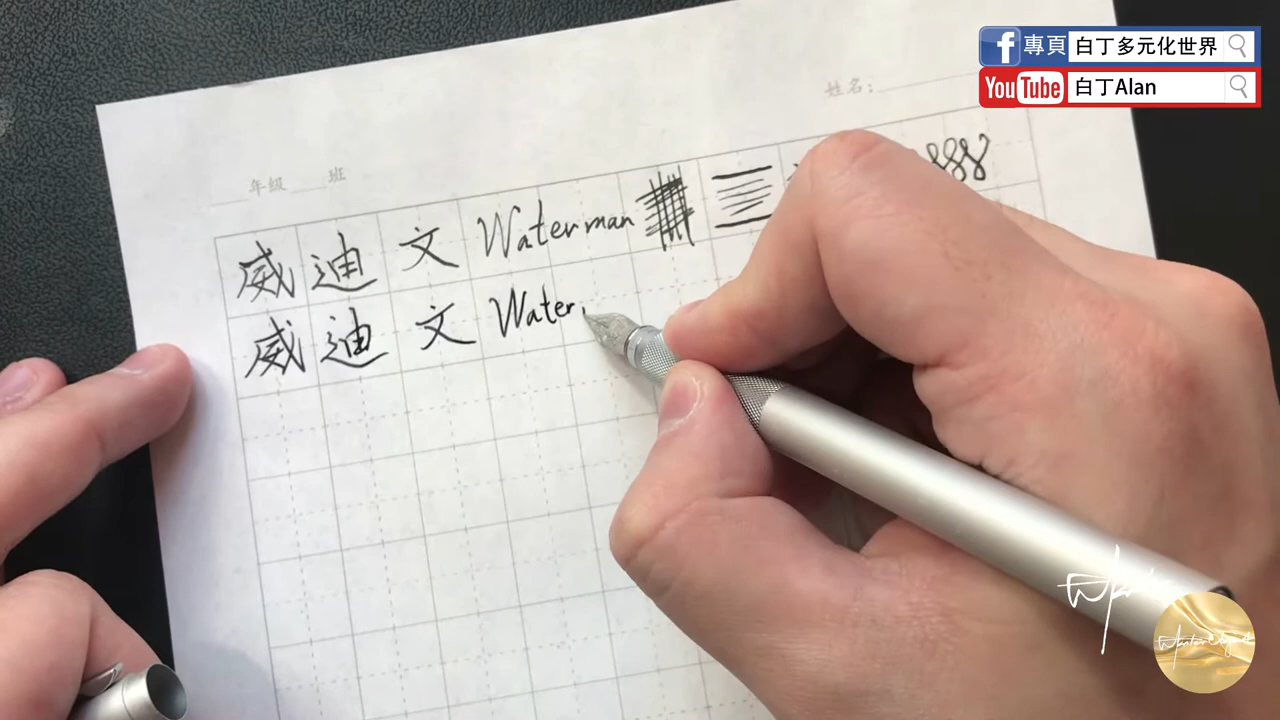 專頁 白丁多元化世界
YouTube 白丁Alan
姓名：
年級 班
威迪文 Waterman
威迪文 Water